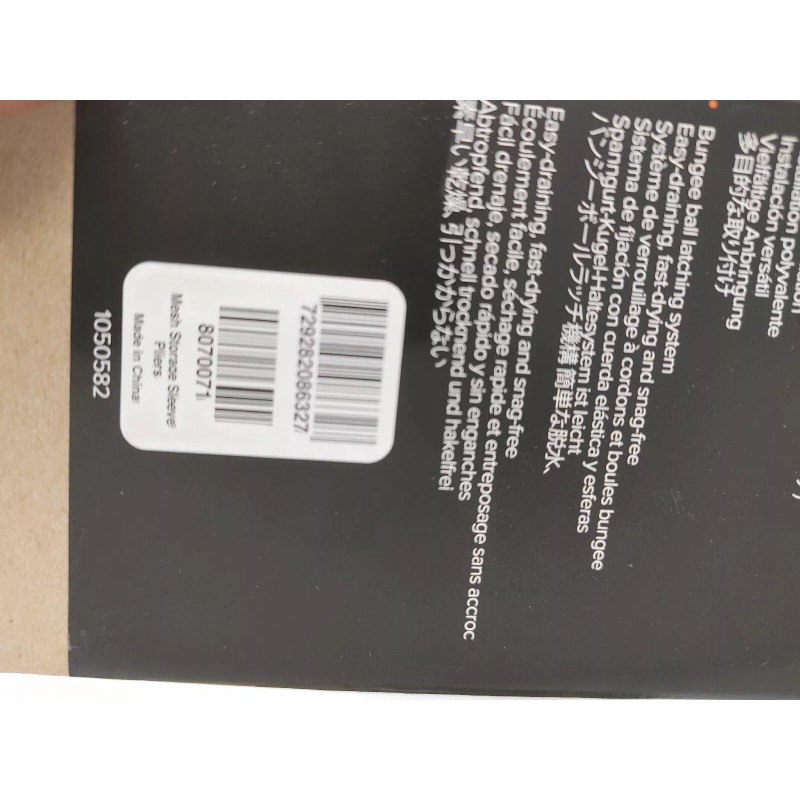 Installation polyvalente
Instalación versátil
Vielfältige Anbringung
多目的な取り付け
Bungee ball latching system
Easy-draining, fast-drying and snag-free
Système de verrouillage à cordons et boules bungee
Sistema de fijación con cuerda elástica y esferas
Spanngurt-Kugel-Haltesystem ist leicht
バンジーボールラッチ機構 簡単な脱水、
Easy-draining, fast-drying and snag-free
Écoulement facile, séchage rapide et entreposage sans accroc
Fácil drenaje, secado rápido y sin enganches
Abtropfend, schnell trocknend und hakelfrei
素早い乾燥、引っかからない
729282086327
8070071
Mesh Storage Sleeve
Pliers
Made in China
1050582